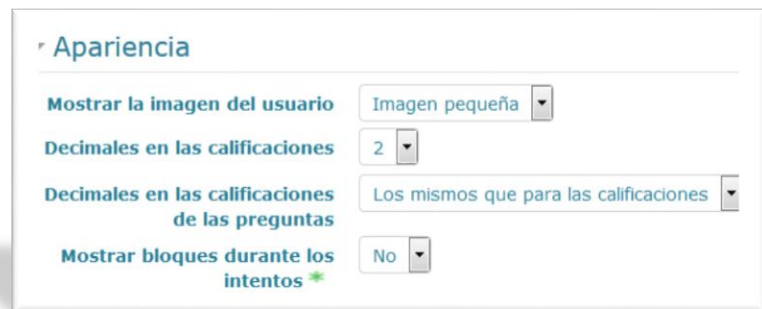 Apariencia
Mostrar la imagen del usuario Imagen pequeña
Decimales en las calificaciones 2
Decimales en las calificaciones de las preguntas Los mismos que para las calificaciones
Mostrar bloques durante los intentos * No